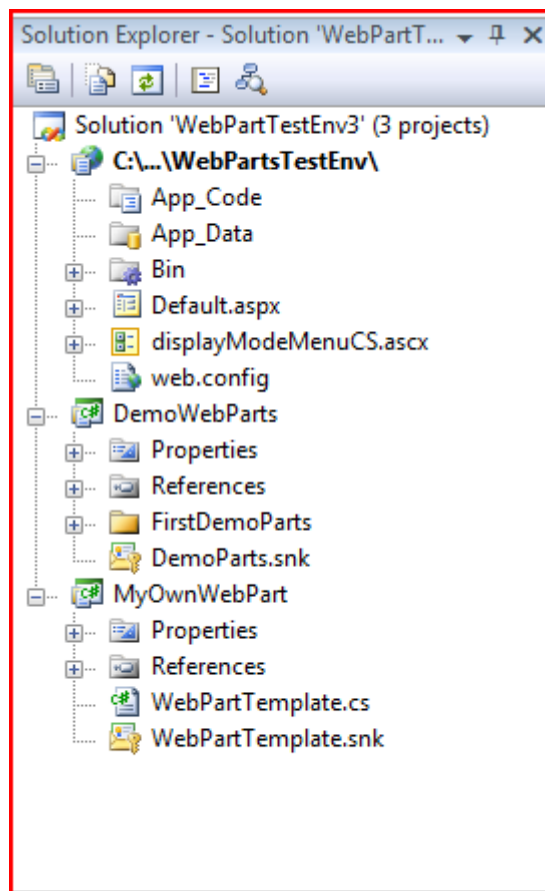 Solution Explorer - Solution 'WebPartT...
Solution 'WebPartTestEnv3' (3 projects)
C:\...\WebPartsTestEnv\
App_Code
App_Data
Bin
Default.aspx
displayModeMenuCS.ascx
web.config
DemoWebParts
Properties
References
FirstDemoParts
DemoParts.snk
MyOwnWebPart
Properties
References
WebPartTemplate.cs
WebPartTemplate.snk